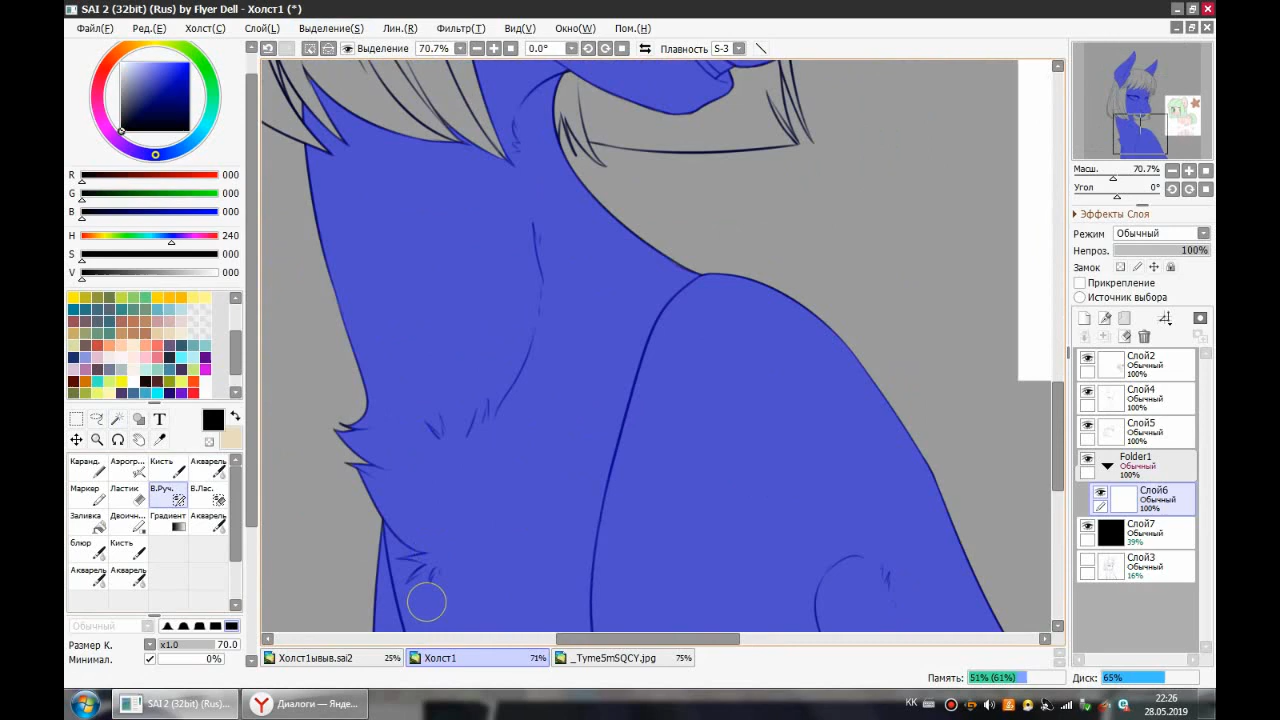 SAI 2 (32bit) (Rus) by Flyer Dell - Холст1 (*)
Файл(F) Ред.(E) Холст(C) Слой(L) Выделение(S) Лин.(R) Фильтр(T) Вид(V) Окно(W) Пом.(H)
Выделение 70.7% 0.0° Плавность S-3
R 000
G 000
B 000
H 240
S 000
V 000
T
Каранд. Аэрогр... Кисть Акварель
Маркер Ластик В.Руч. В.Лас.
Заливка Двоичн... Градиент Акварель
блюр Кисть
Акварель Акварель
Обычный
Размер К. x1.0 70.0
Минимал. 0%
Масш. 70.7%
Угол 0°
Эффекты Слоя
Режим Обычный
Непроз. 100%
Замок
Прикрепление
Источник выбора
Слой2
Обычный
100%
Слой4
Обычный
100%
Слой5
Обычный
100%
Folder1
Обычный
100%
Слой6
Обычный
100%
Слой7
Обычный
39%
Слой3
Обычный
16%
Холст1ывыв.sai2 25% Холст1 71% _Tyme5mSQCY.jpg 75%
Память: 51% (61%) Диск: 65%
SAI 2 (32bit) (Rus)... Диалоги — Янде...
KK
22:26
28.05.2019